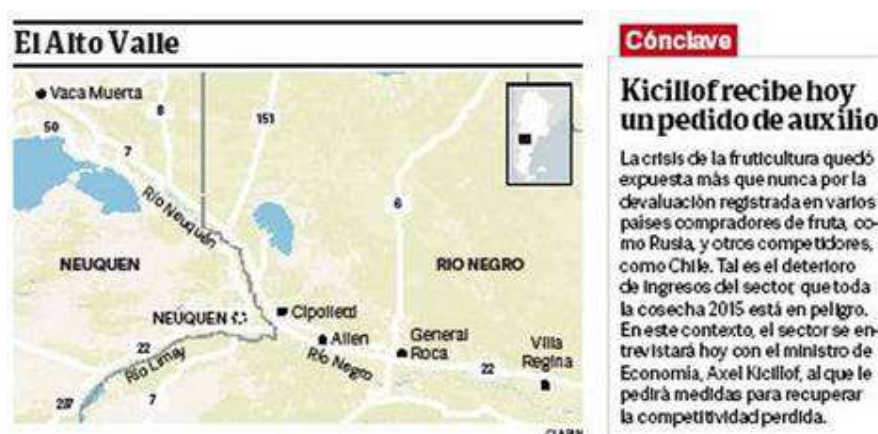 El Alto Valle
Vaca Muerta
50
8
151
7
Río Neuquén
6
NEUQUEN
RIO NEGRO
NEUQUEN
Cipolletti
Allen
General
Roca
Villa
Regina
22
Río Limay
Río Negro
22
237
7
CLARIN
Cónclave
Kicillof recibe hoy
un pedido de auxilio
La crisis de la fruticultura quedó
expuesta más que nunca por la
devaluación registrada en varios
países compradores de fruta, co-
mo Rusia, y otros competidores,
como Chile. Tal es el deterioro
de ingresos del sector, que toda
la cosecha 2015 está en peligro.
En este contexto, el sector se en-
trevistará hoy con el ministro de
Economía, Axel Kicillof, al que le
pedirá medidas para recuperar
la competitividad perdida.